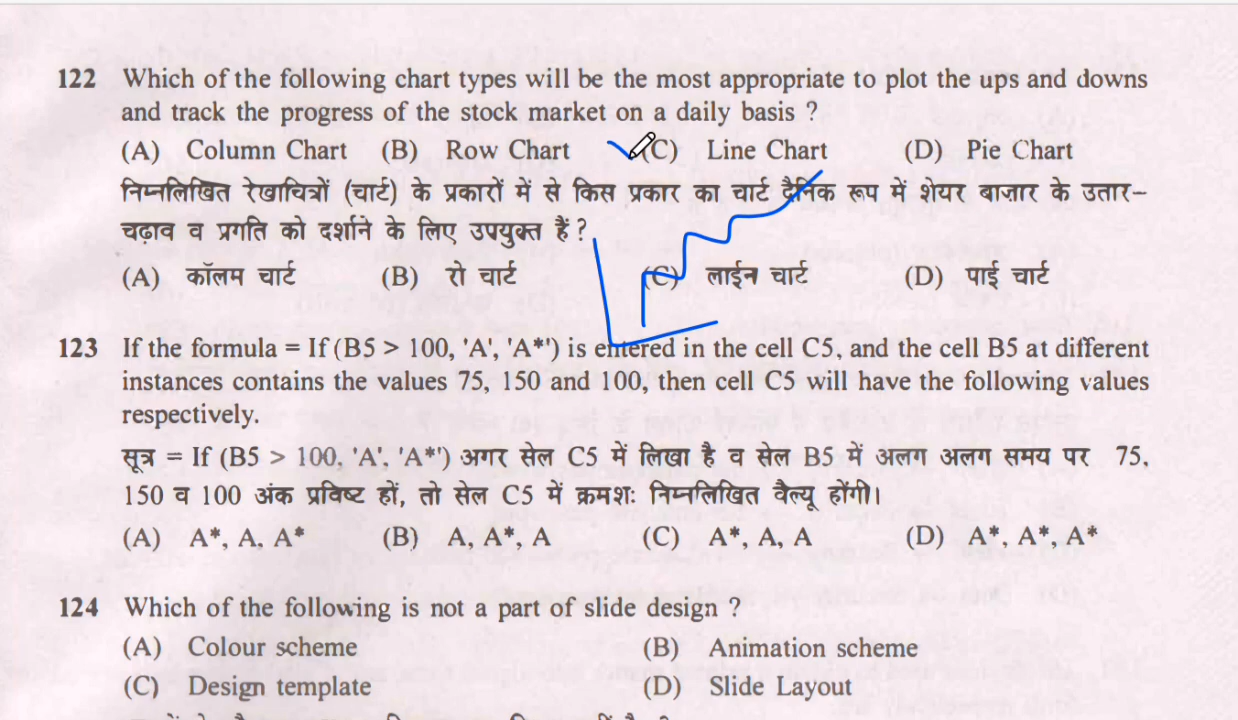 122 Which of the following chart types will be the most appropriate to plot the ups and downs
and track the progress of the stock market on a daily basis ?
(A) Column Chart (B) Row Chart (C) Line Chart (D) Pie Chart
निम्नलिखित रेखाचित्रों (चार्ट) के प्रकारों में से किस प्रकार का चार्ट दैनिक रूप में शेयर बाजार के उतार–
चढ़ाव व प्रगति को दर्शाने के लिए उपयुक्त हैं ?
(A) कॉलम चार्ट (B) रो चार्ट (C) लाईन चार्ट (D) पाई चार्ट
123 If the formula = If (B5 > 100, 'A', 'A*') is entered in the cell C5, and the cell B5 at different
instances contains the values 75, 150 and 100, then cell C5 will have the following values
respectively.
सूत्र = If (B5 > 100, 'A', 'A*') अगर सेल C5 में लिखा है व सेल B5 में अलग अलग समय पर 75,
150 व 100 अंक प्रविष्ट हों, तो सेल C5 में क्रमशः निम्नलिखित वैल्यू होंगी।
(A) A*, A, A* (B) A, A*, A (C) A*, A, A (D) A*, A*, A*
124 Which of the following is not a part of slide design ?
(A) Colour scheme (B) Animation scheme
(C) Design template (D) Slide Layout